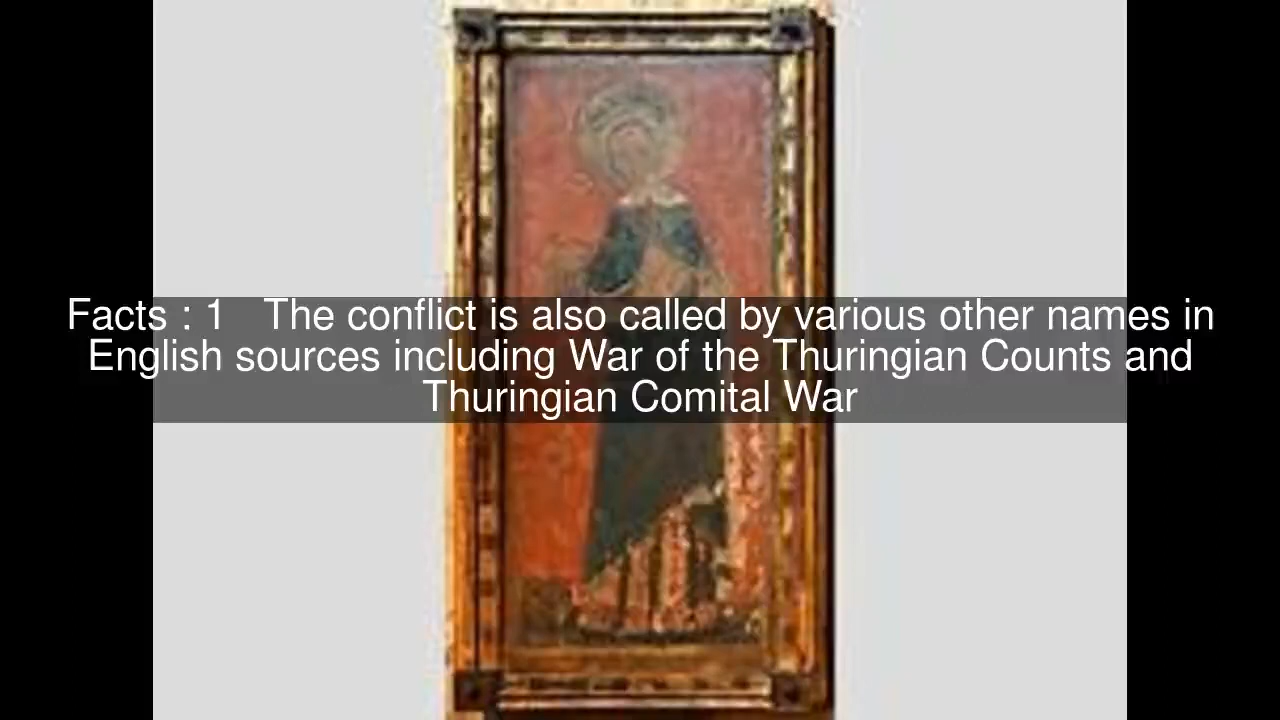 Facts : 1   The conflict is also called by various other names in
English sources including War of the Thuringian Counts and
Thuringian Comital War